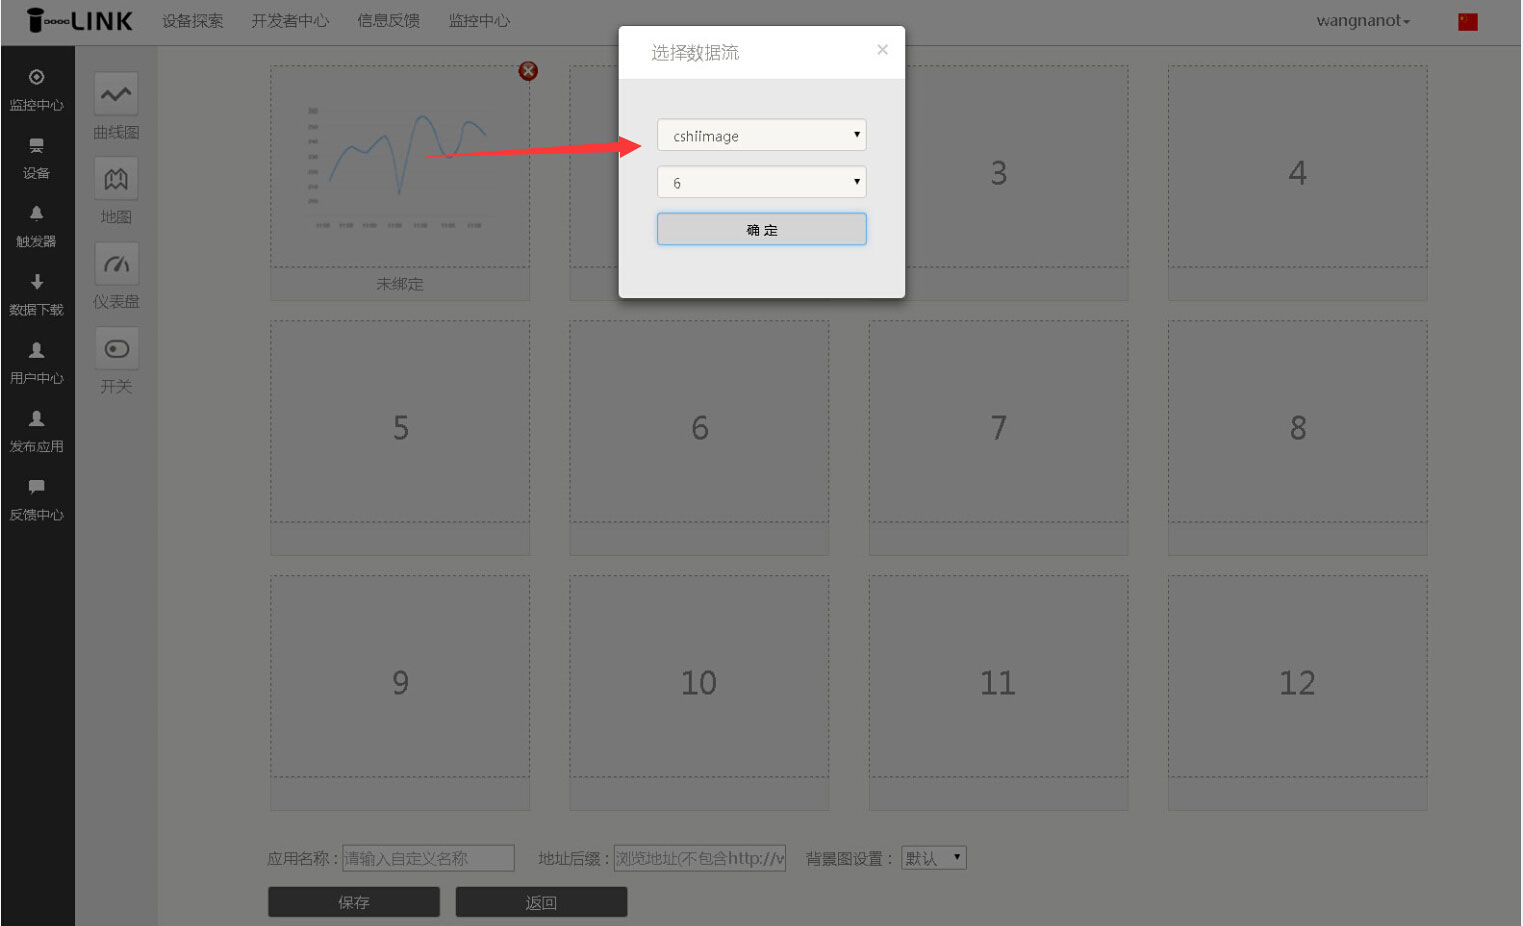 LINK
设备探索
开发者中心
信息反馈
监控中心
wangnanot
监控中心
设备
触发器
数据下载
用户中心
发布应用
反馈中心
曲线图
地图
仪表盘
开关
未绑定
选择数据流
×
cshiimage
6
确 定
3
4
5
6
7
8
9
10
11
12
应用名称 : 请输入自定义名称
地址后缀 : 浏览地址(不包含http://w
背景图设置 : 默认
保存
返回